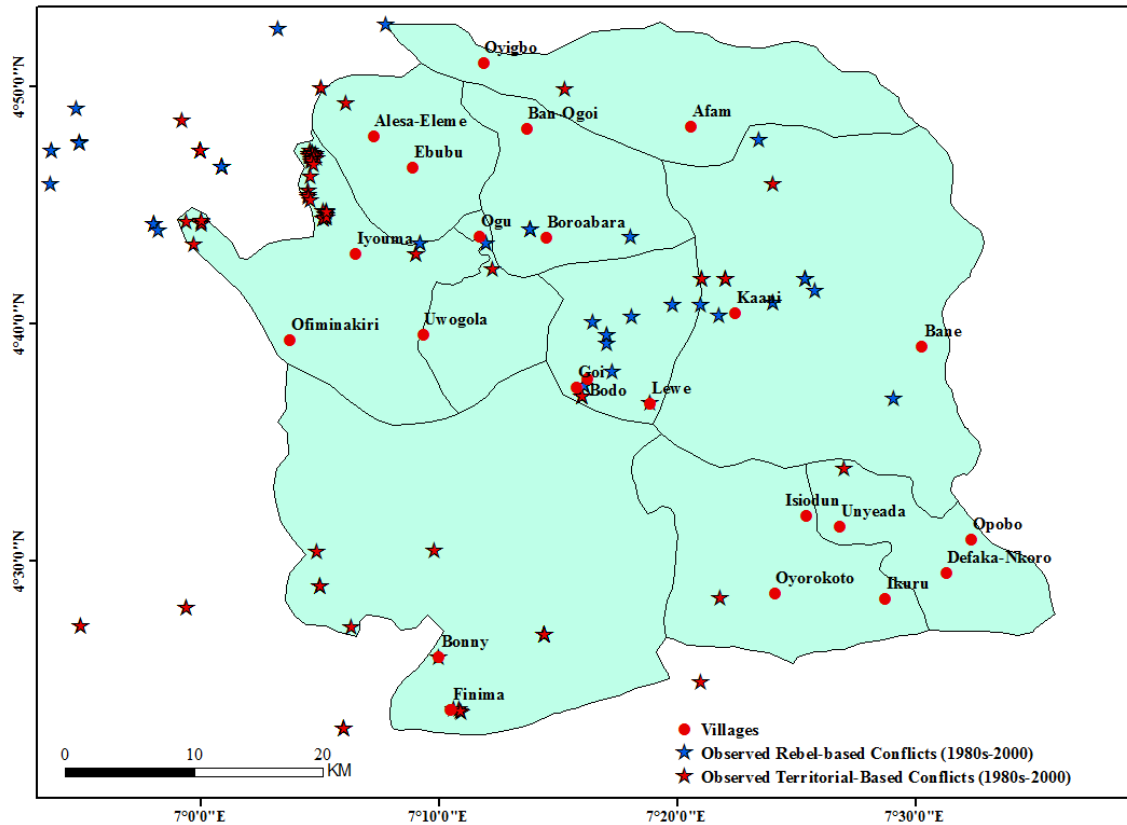 Oyigbo
4°50'0"N
Ban-Ogoi
Afam
Alesa-Eleme
Ebubu
Ogu
Boroabara
Iyouma
4°40'0"N
Kaani
Ofiminakiri
Uwogola
Bane
Goi
Bodo
Lewe
Isiodun
Unyeada
Opobo
4°30'0"N
Defaka-Nkoro
Oyorokoto
Ikuru
Bonny
Finima
Villages
Observed Rebel-based Conflicts (1980s-2000)
Observed Territorial-Based Conflicts (1980s-2000)
0 10 20
KM
7°0'0"E 7°10'0"E 7°20'0"E 7°30'0"E